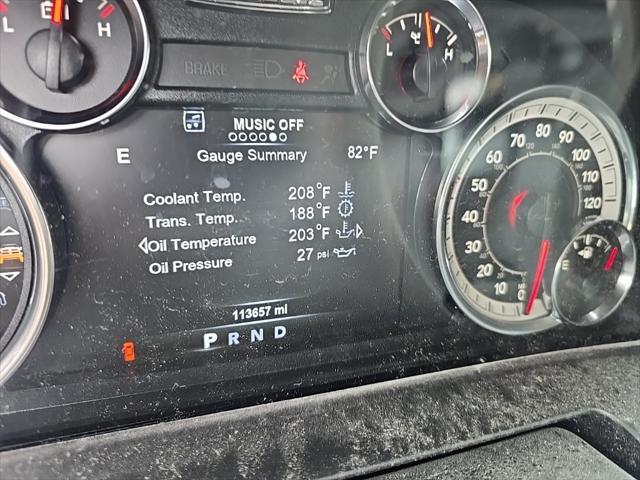 L E H
L H
BRAKE
MUSIC OFF
E
Gauge Summary
82°F
Coolant Temp. 208°F
Trans. Temp. 188°F
Oil Temperature 203°F
Oil Pressure 27 psi
113657 mi
P R N D
0 10 20 30 40 50 60 70 80 90 100 110 120
E